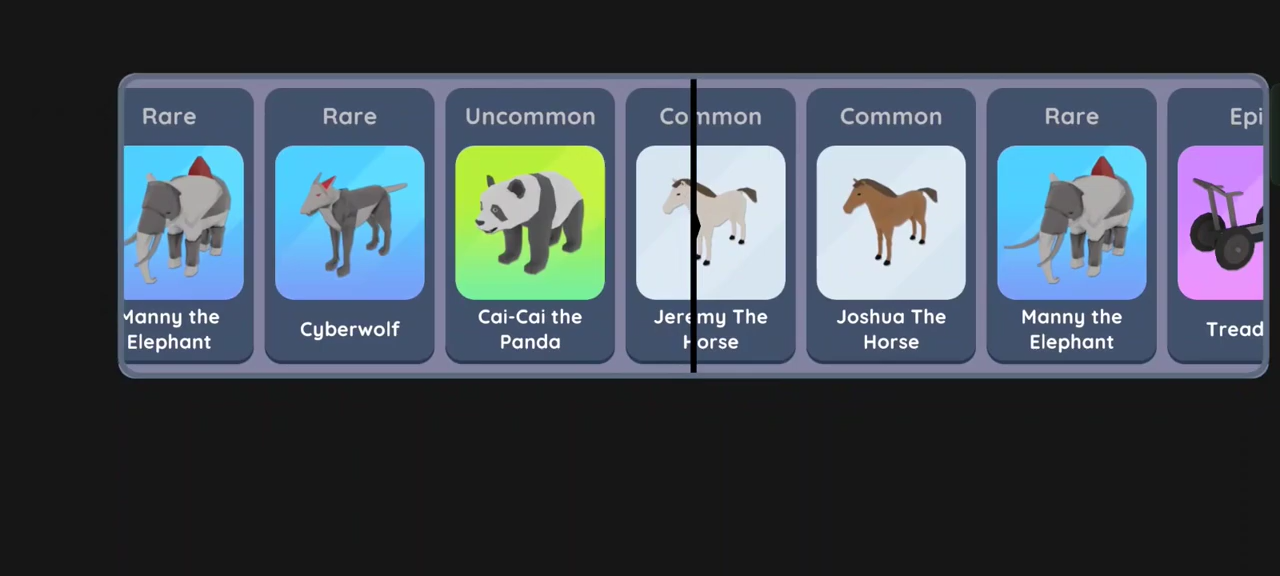 Rare
Manny the
Elephant
Rare
Cyberwolf
Uncommon
Cai-Cai the
Panda
Common
Jeremy The
Horse
Common
Joshua The
Horse
Rare
Manny the
Elephant
Epi
Tread